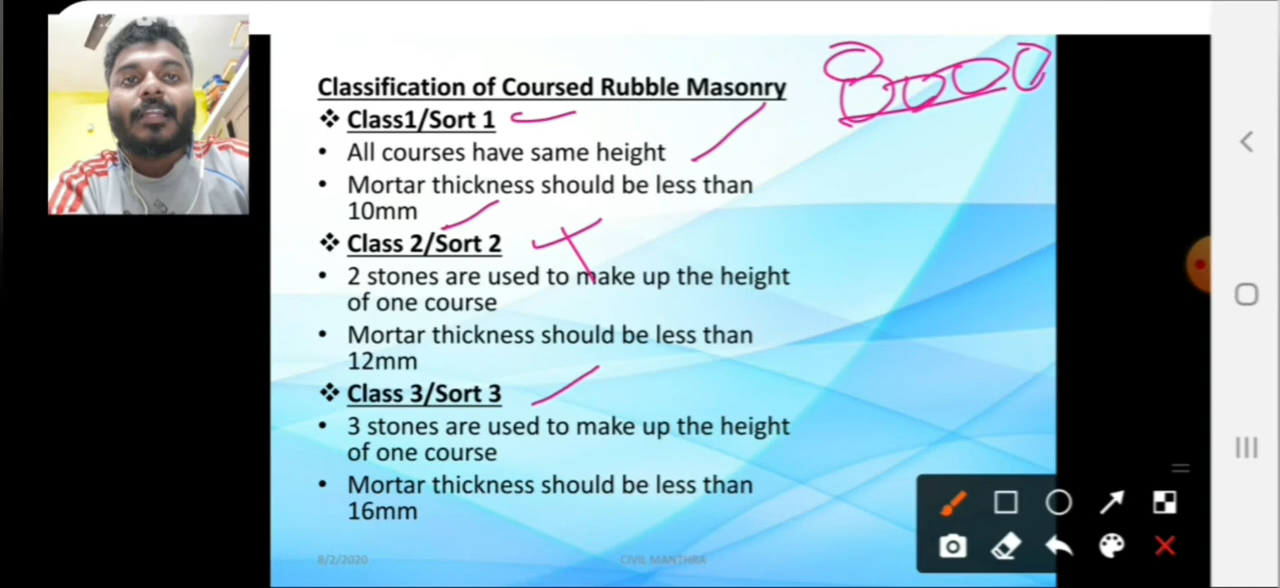 Classification of Coursed Rubble Masonry
❖ Class1/Sort 1
• All courses have same height
• Mortar thickness should be less than
10mm
❖ Class 2/Sort 2
• 2 stones are used to make up the height
of one course
• Mortar thickness should be less than
12mm
❖ Class 3/Sort 3
• 3 stones are used to make up the height
of one course
• Mortar thickness should be less than
16mm
8/2/2020
CIVIL MANTHRA